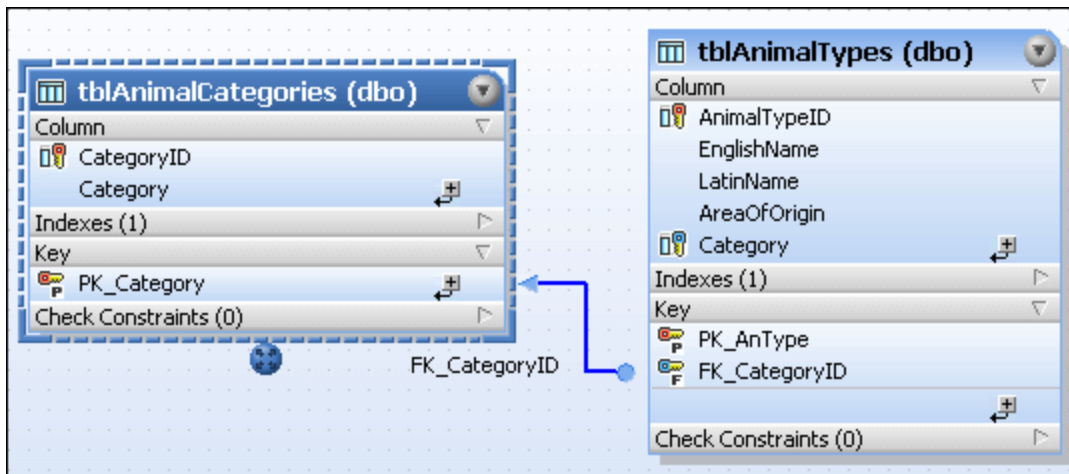 tblAnimalCategories (dbo)
Column
CategoryID
Category
Indexes (1)
Key
PK_Category
Check Constraints (0)
FK_CategoryID
tblAnimalTypes (dbo)
Column
AnimalTypeID
EnglishName
LatinName
AreaOfOrigin
Category
Indexes (1)
Key
P PK_AnType
F FK_CategoryID
Check Constraints (0)